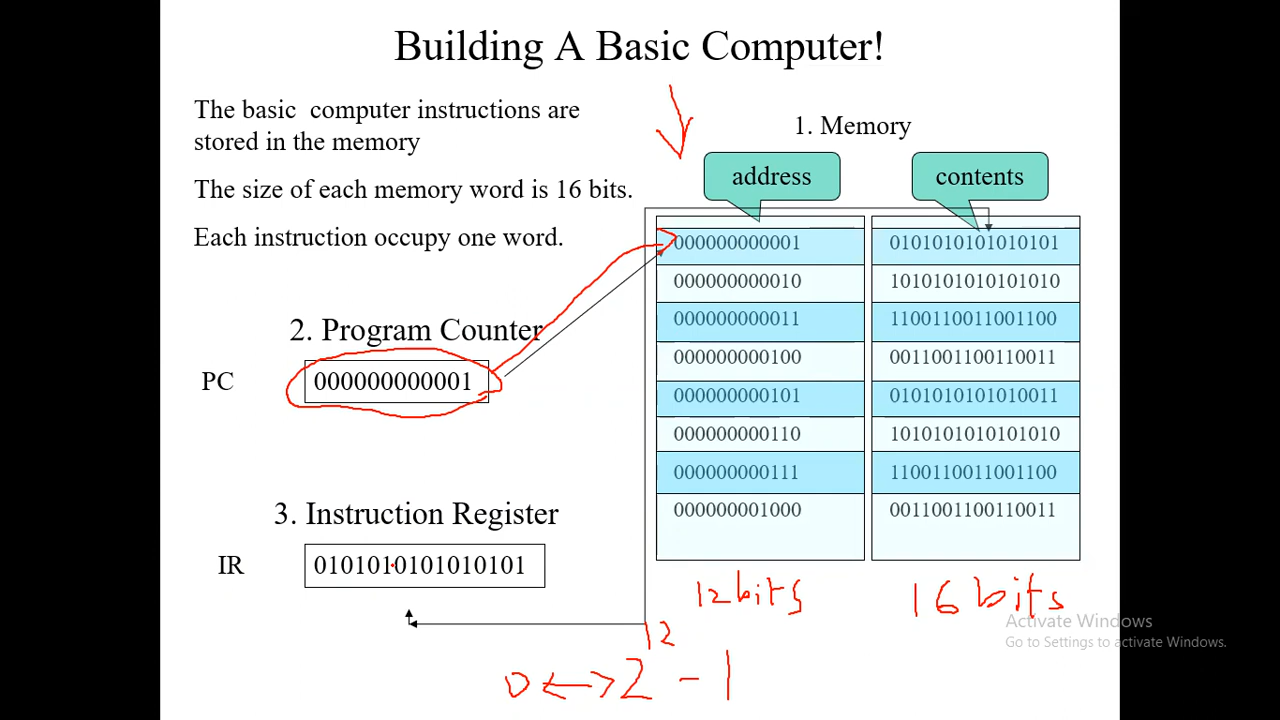 Building A Basic Computer!
The basic computer instructions are
stored in the memory
The size of each memory word is 16 bits.
Each instruction occupy one word.
1. Memory
address contents
000000000001 0101010101010101
000000000010 1010101010101010
000000000011 1100110011001100
000000000100 0011001100110011
000000000101 0101010101010011
000000000110 1010101010101010
000000000111 1100110011001100
000000001000 0011001100110011
12 bits 16 bits
2. Program Counter
PC 000000000001
3. Instruction Register
IR 0101010101010101
0 <-> 2^12 - 1
Activate Windows
Go to Settings to activate Windows.